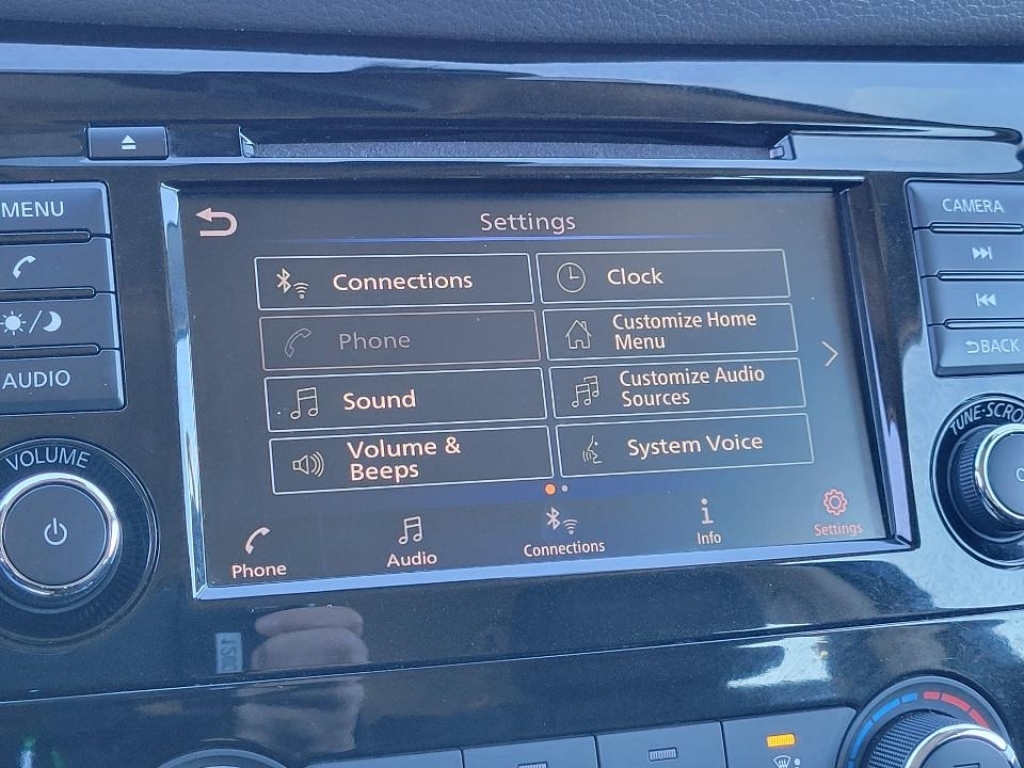 MENU
AUDIO
VOLUME
Settings
Connections
Clock
Phone
Customize Home
Menu
Sound
Customize Audio
Sources
Volume &
Beeps
System Voice
Phone
Audio
Connections
Info
Settings
CAMERA
BACK